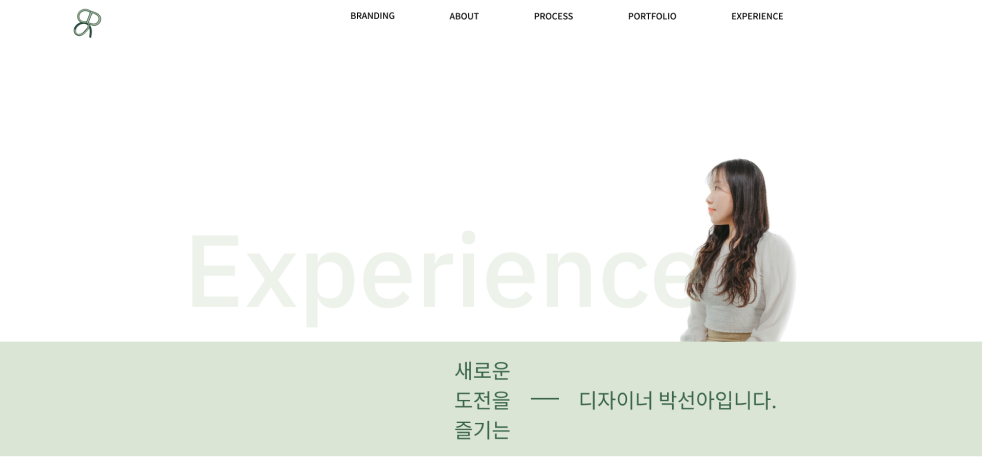 BRANDING
ABOUT
PROCESS
PORTFOLIO
EXPERIENCE
Experience
새로운
도전을
즐기는
디자이너 박선아입니다.